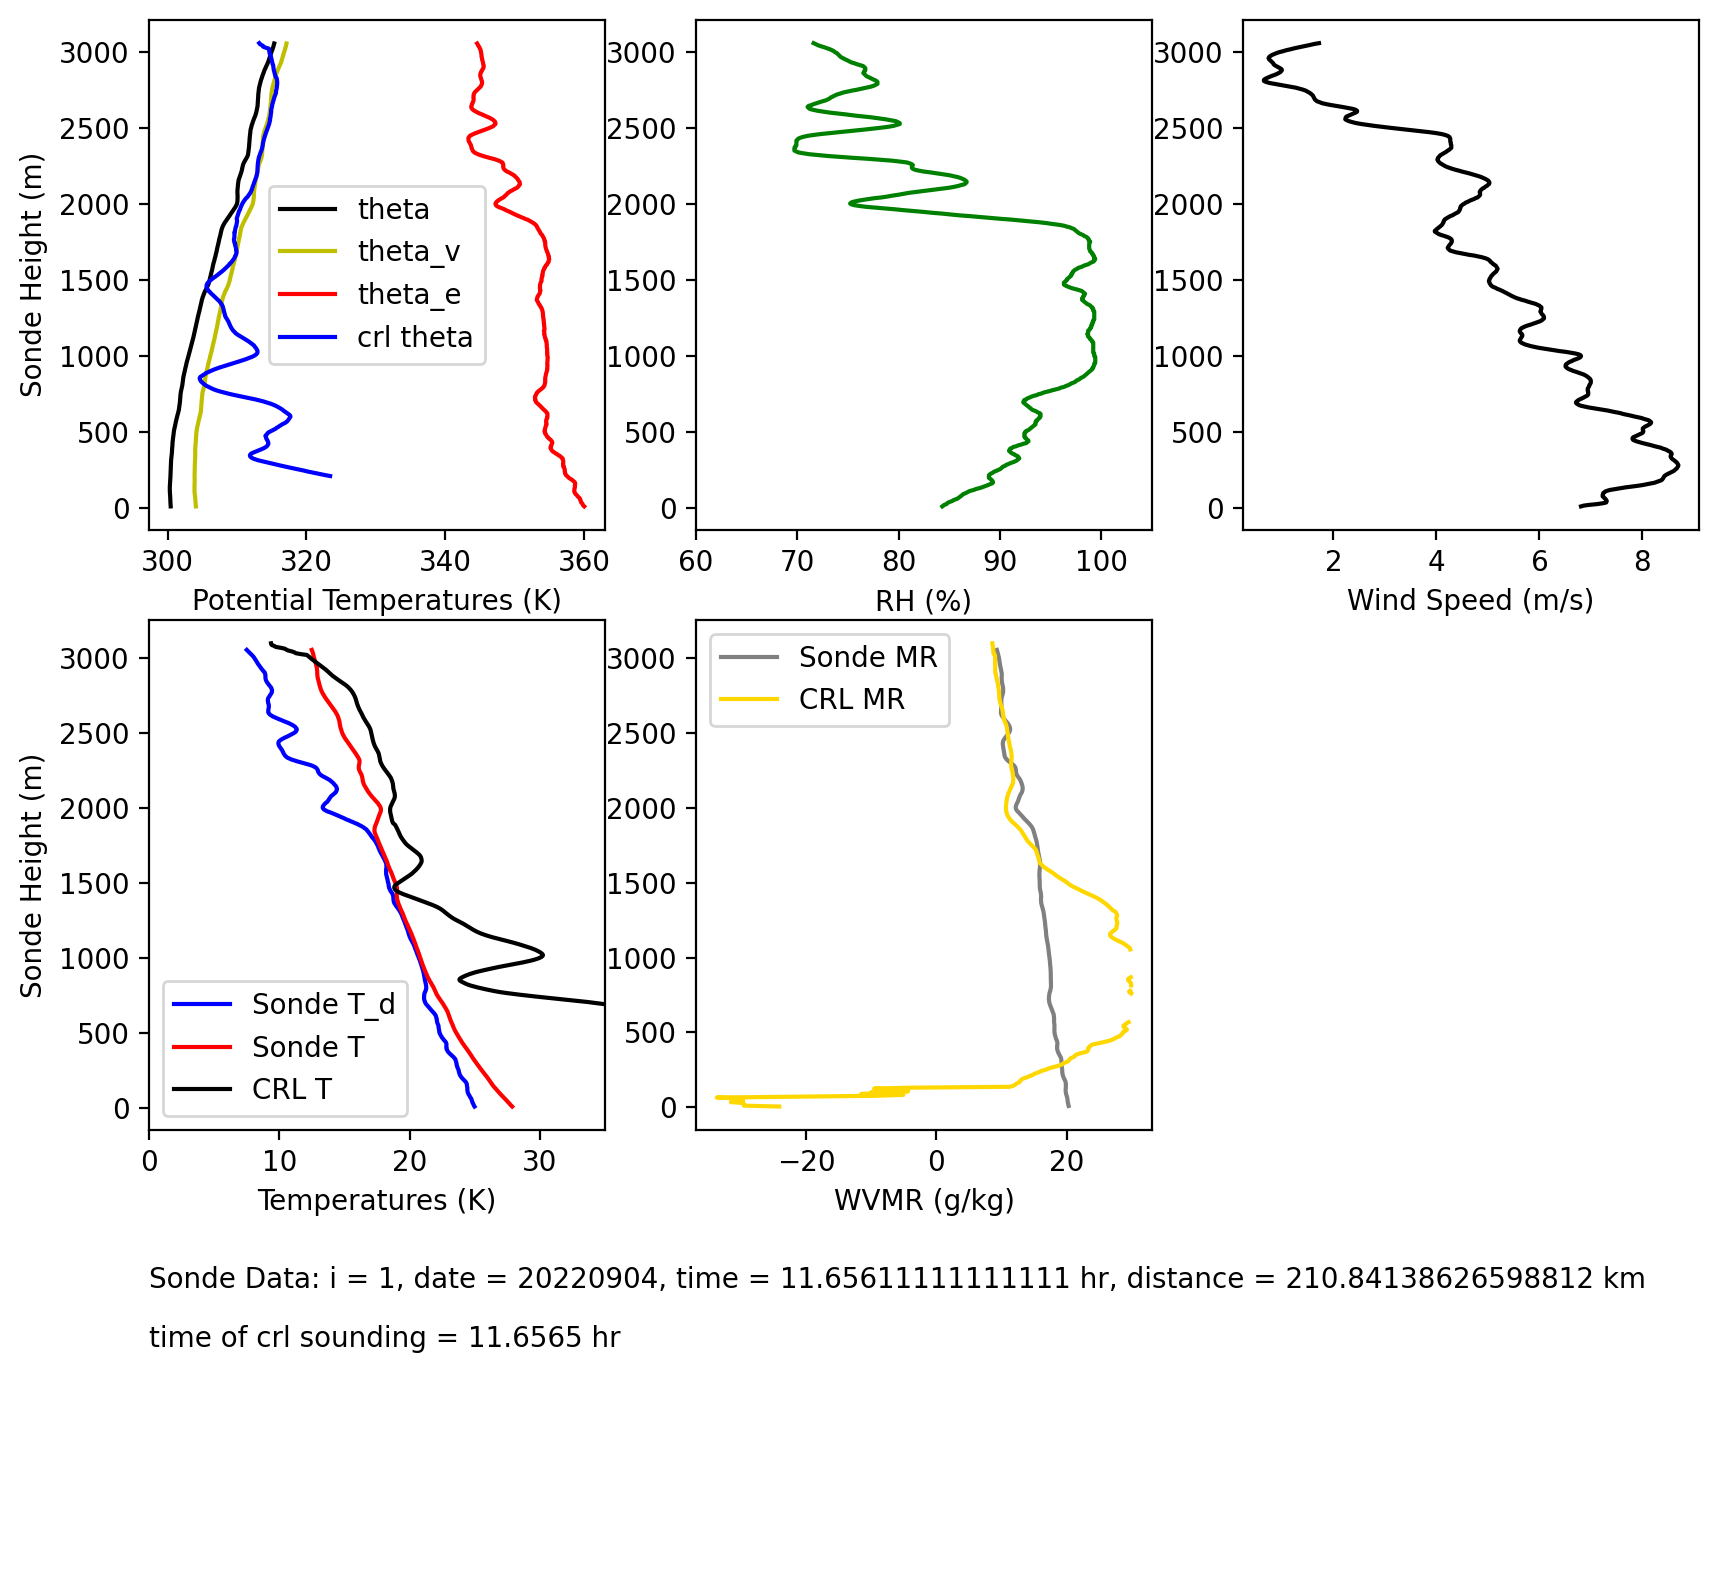 3000
2500
2000
1500
1000
500
0
Sonde Height (m)
theta
theta_v
theta_e
crl theta
300 320 340 360
Potential Temperatures (K)
3000
2500
2000
1500
1000
500
0
60 70 80 90 100
RH (%)
3000
2500
2000
1500
1000
500
0
2 4 6 8
Wind Speed (m/s)
3000
2500
2000
1500
1000
500
0
Sonde Height (m)
Sonde T_d
Sonde T
CRL T
0 10 20 30
Temperatures (K)
3000
2500
2000
1500
1000
500
0
Sonde MR
CRL MR
−20 0 20
WVMR (g/kg)
Sonde Data: i = 1, date = 20220904, time = 11.65611111111111 hr, distance = 210.84138626598812 km
time of crl sounding = 11.6565 hr